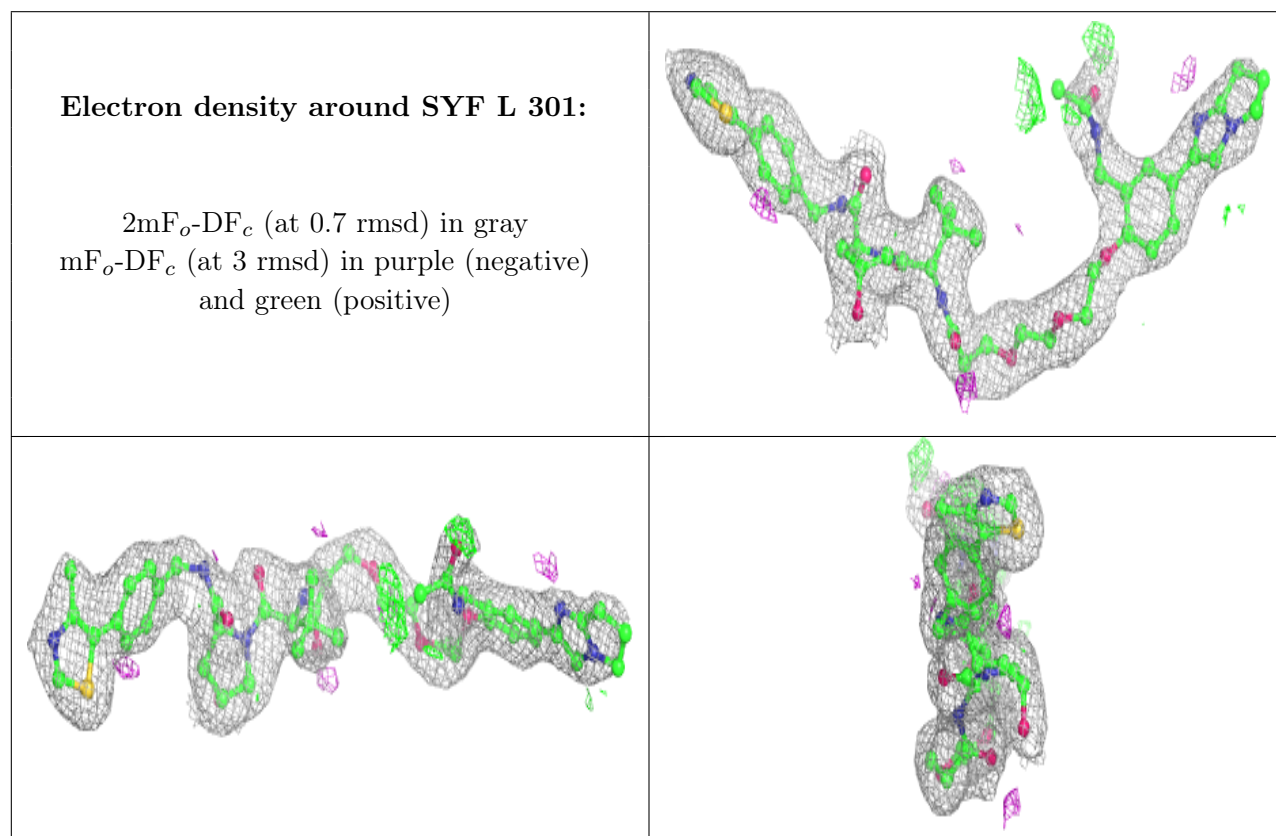 Electron density around SYF L 301:
2mFo-DFc (at 0.7 rmsd) in gray
mFo-DFc (at 3 rmsd) in purple (negative)
and green (positive)